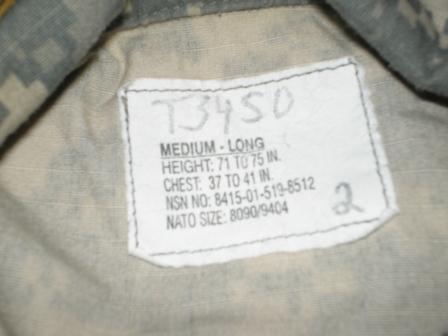 T3450
MEDIUM - LONG
HEIGHT: 71 TO 75 IN.
CHEST: 37 TO 41 IN.
NSN NO: 8415-01-519-8512
NATO SIZE: 8090/9404
2